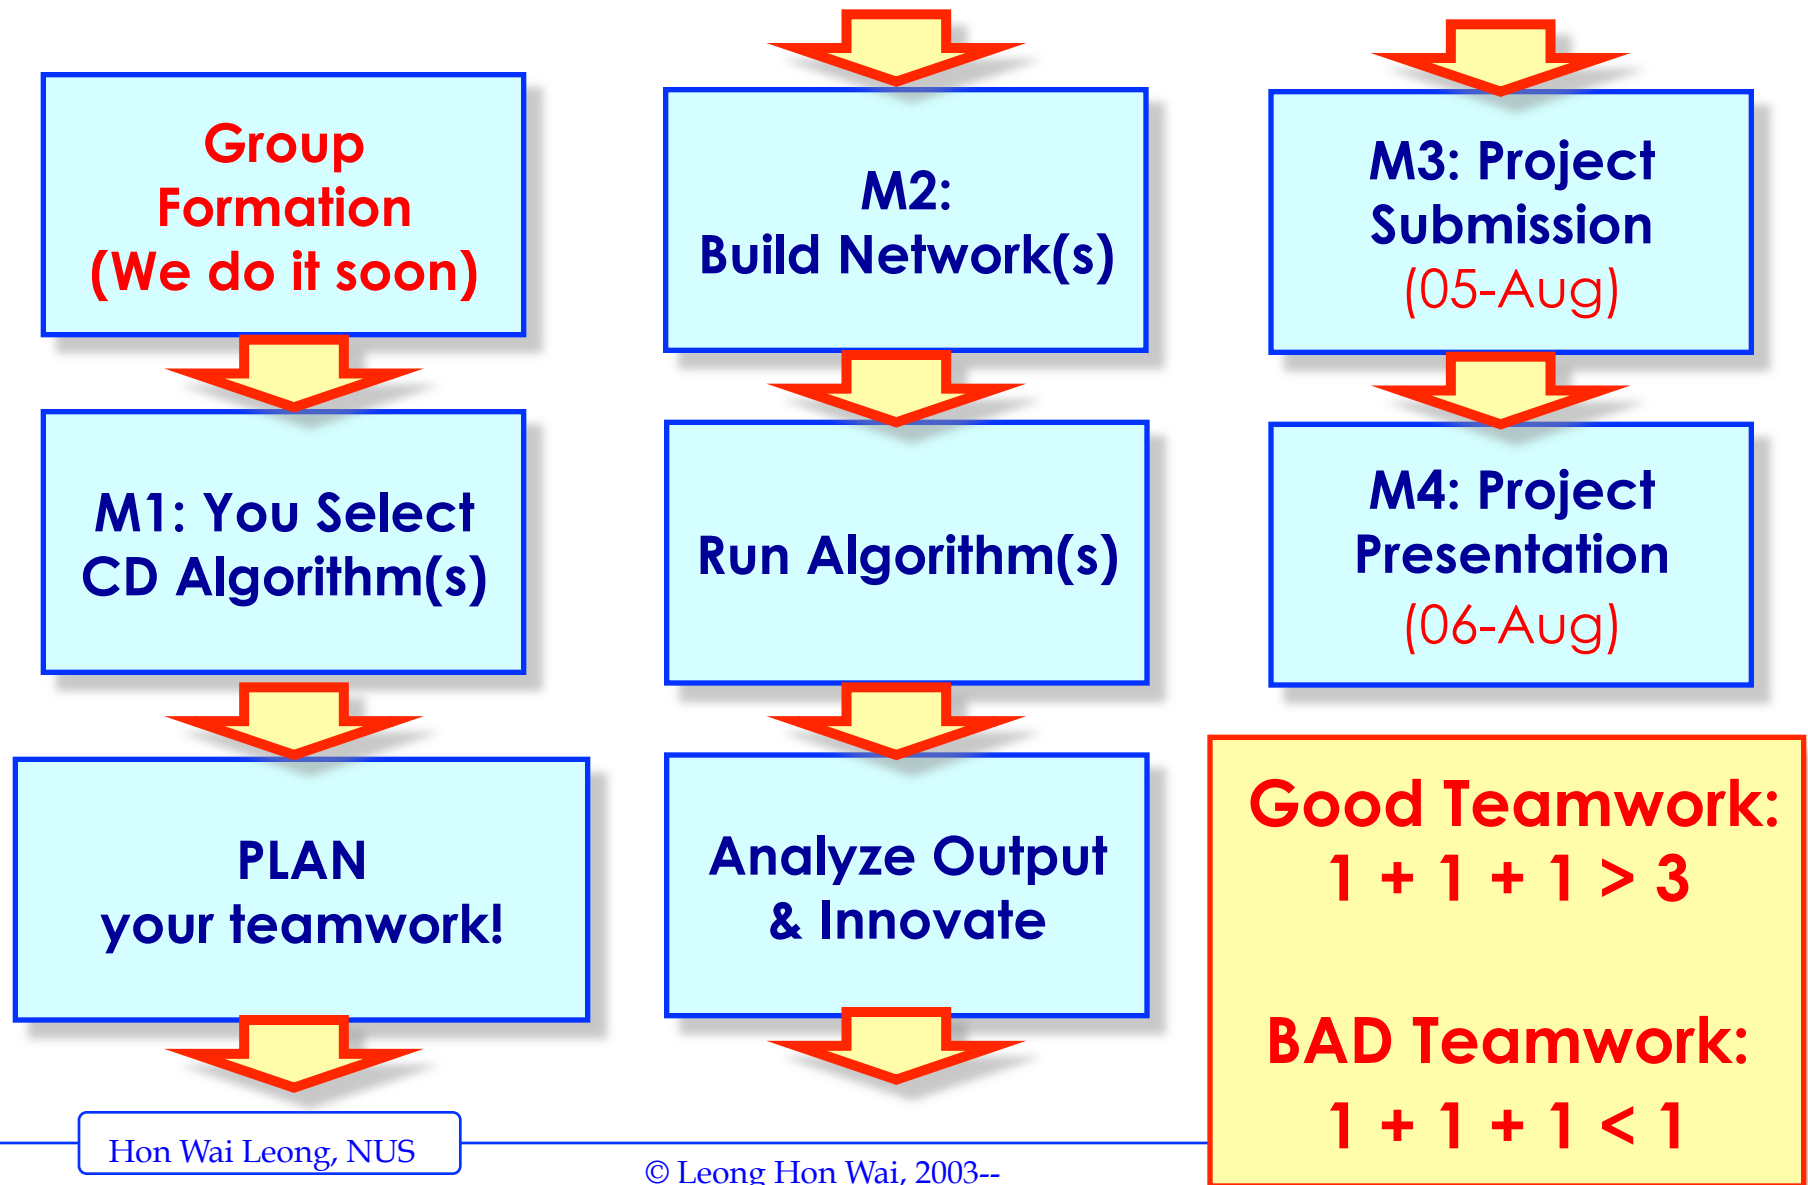 Group
Formation
(We do it soon)
M1: You Select
CD Algorithm(s)
PLAN
your teamwork!
M2:
Build Network(s)
Run Algorithm(s)
Analyze Output
& Innovate
M3: Project
Submission
(05-Aug)
M4: Project
Presentation
(06-Aug)
Good Teamwork:
1 + 1 + 1 > 3
BAD Teamwork:
1 + 1 + 1 < 1
Hon Wai Leong, NUS
© Leong Hon Wai, 2003--